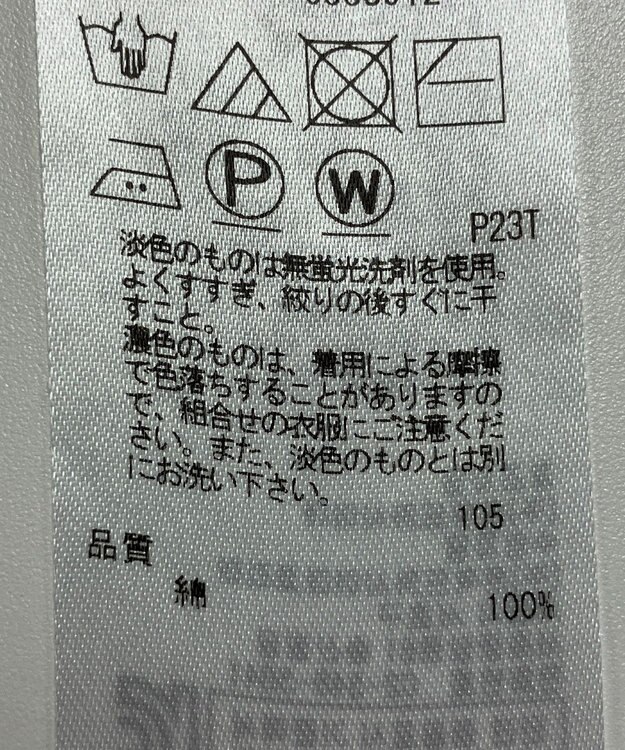 P
W
P23T
淡色のものは無蛍光洗剤を使用。
よくすすぎ、絞りの後すぐに干
すこと。
濃色のものは、着用による摩擦
で色落ちすることがありますの
で、組合せの衣服にご注意くだ
さい。また、淡色のものとは別
にお洗い下さい。
105
品質
綿 100%